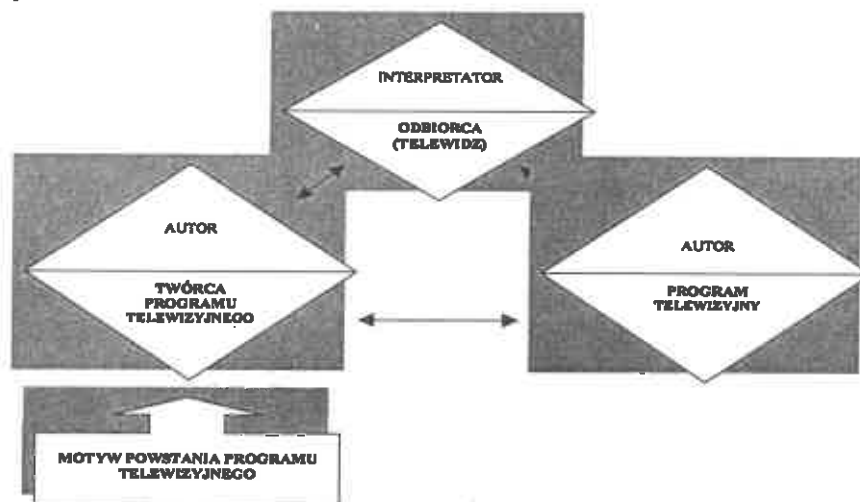 INTERPRETATOR
ODBIORCA
(TELEWIDZ)
AUTOR
TWÓRCA
PROGRAMU
TELEWIZYJNEGO
AUTOR
PROGRAM
TELEWIZYJNY
MOTYW POWSTANIA PROGRAMU
TELEWIZYJNEGO